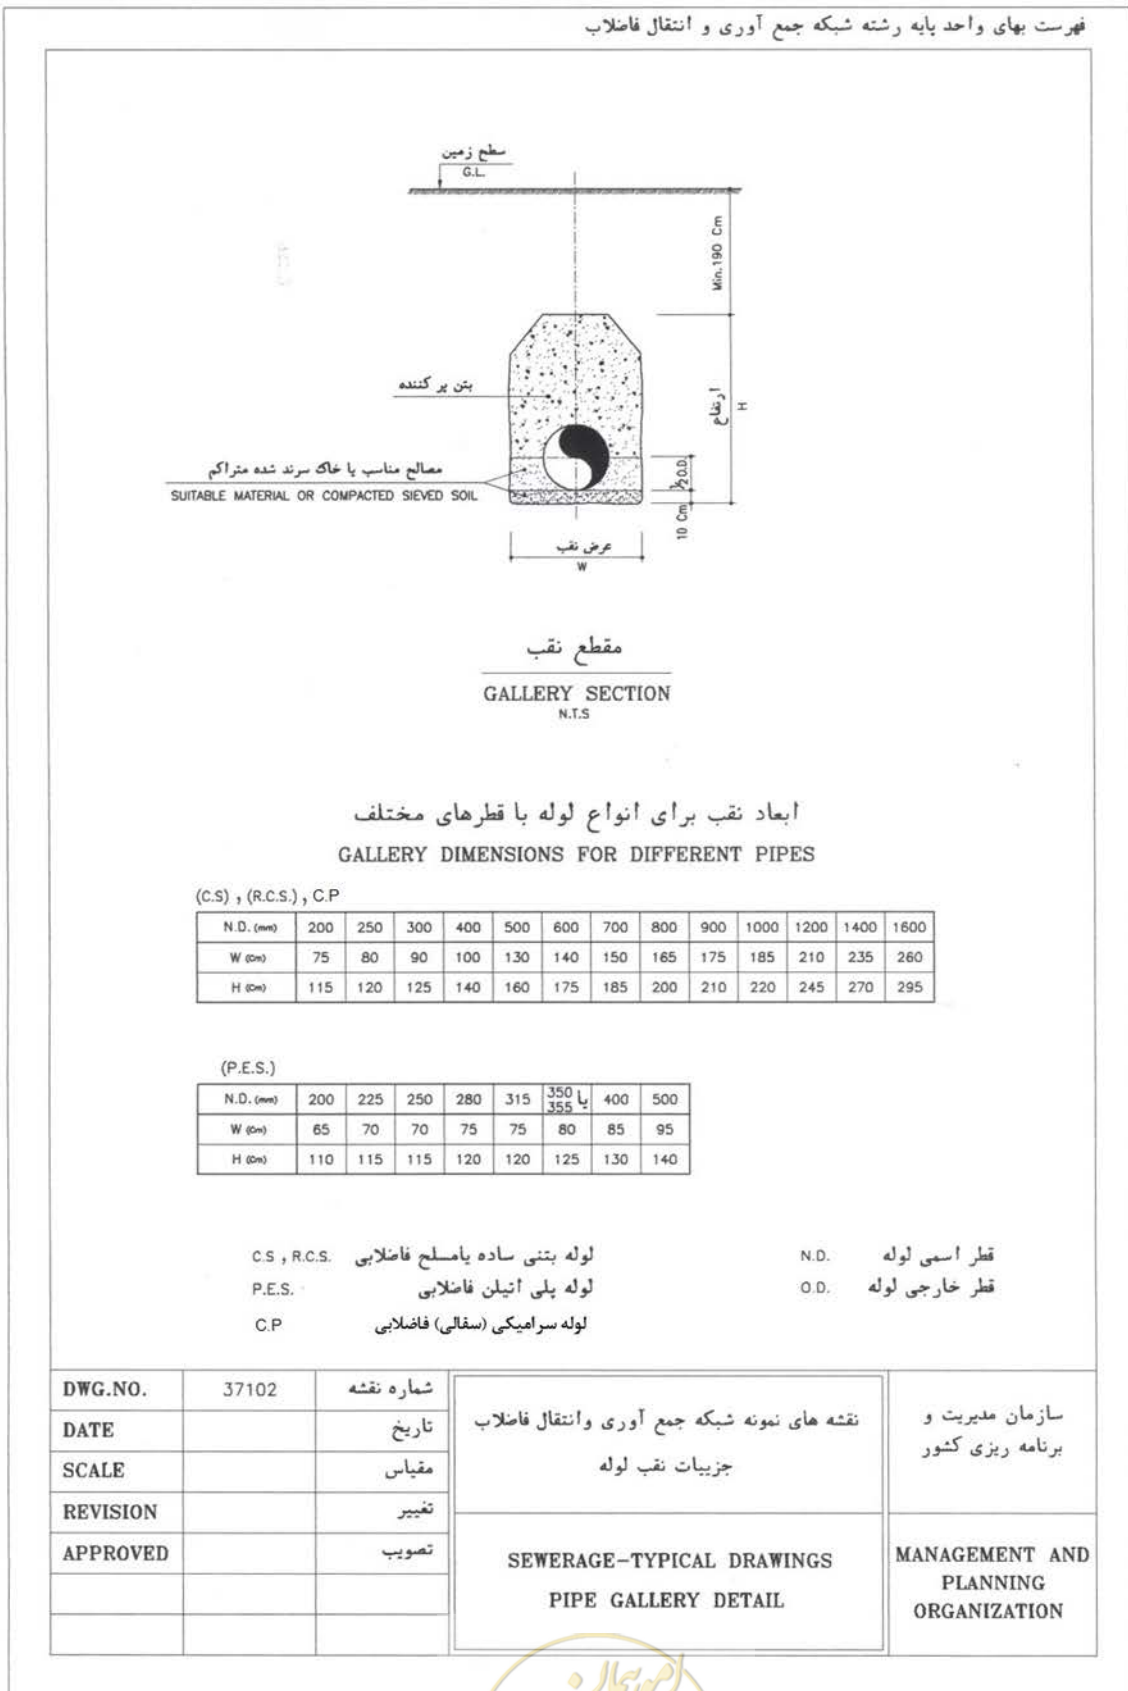 فهرست بهای واحد پایه رشته شبکه جمع آوری و انتقال فاضلاب
سطح زمین
G.L.
Min.190 Cm
بتن پر کننده
ارتفاع
H
مصالح مناسب یا خاک سرند شده متراکم
SUITABLE MATERIAL OR COMPACTED SIEVED SOIL
½ O.D.
10 Cm
عرض نقب
W
مقطع نقب
GALLERY SECTION
N.T.S
ابعاد نقب برای انواع لوله با قطرهای مختلف
GALLERY DIMENSIONS FOR DIFFERENT PIPES
(C.S) , (R.C.S.) , C.P
N.D. (mm) 200 250 300 400 500 600 700 800 900 1000 1200 1400 1600
W (Cm) 75 80 90 100 130 140 150 165 175 185 210 235 260
H (Cm) 115 120 125 140 160 175 185 200 210 220 245 270 295
(P.E.S.)
N.D. (mm) 200 225 250 280 315 350 یا 355 400 500
W (Cm) 65 70 70 75 75 80 85 95
H (Cm) 110 115 115 120 120 125 130 140
قطر اسمی لوله N.D.
لوله بتنی ساده یامسلح فاضلابی C.S , R.C.S.
قطر خارجی لوله O.D.
لوله پلی اتیلن فاضلابی P.E.S.
لوله سرامیکی (سفالی) فاضلابی C.P
DWG.NO. 37102 شماره نقشه
DATE تاریخ
SCALE مقیاس
REVISION تغییر
APPROVED تصویب
نقشه های نمونه شبکه جمع آوری وانتقال فاضلاب
جزییات نقب لوله
SEWERAGE-TYPICAL DRAWINGS
PIPE GALLERY DETAIL
سازمان مدیریت و
برنامه ریزی کشور
MANAGEMENT AND
PLANNING
ORGANIZATION